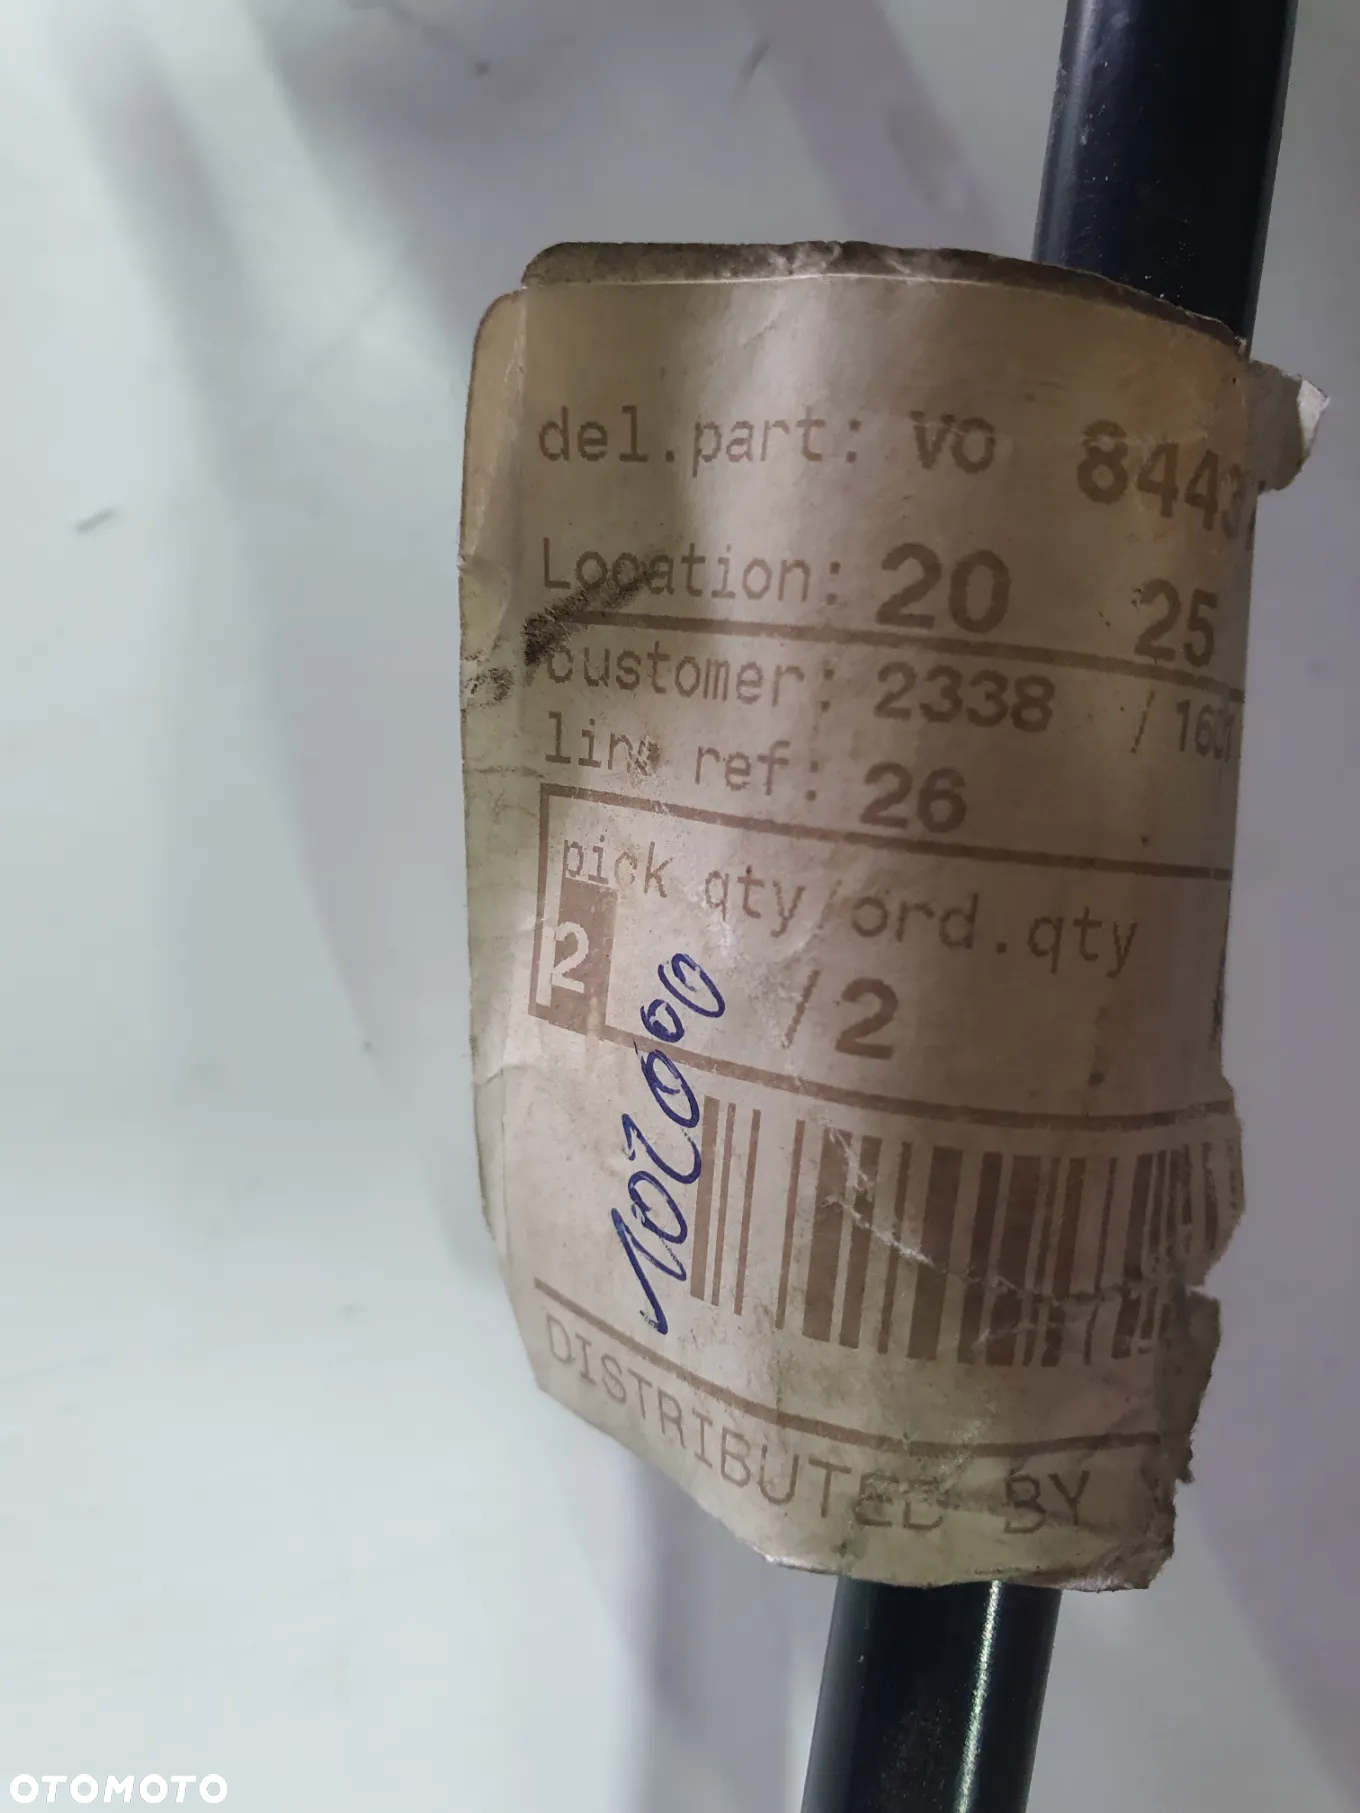 del.part: VO 8443
Location: 20 25
customer: 2338 / 1601
line ref: 26
pick qty/ord.qty
2 /2
102000
DISTRIBUTED BY
OTOMOTO